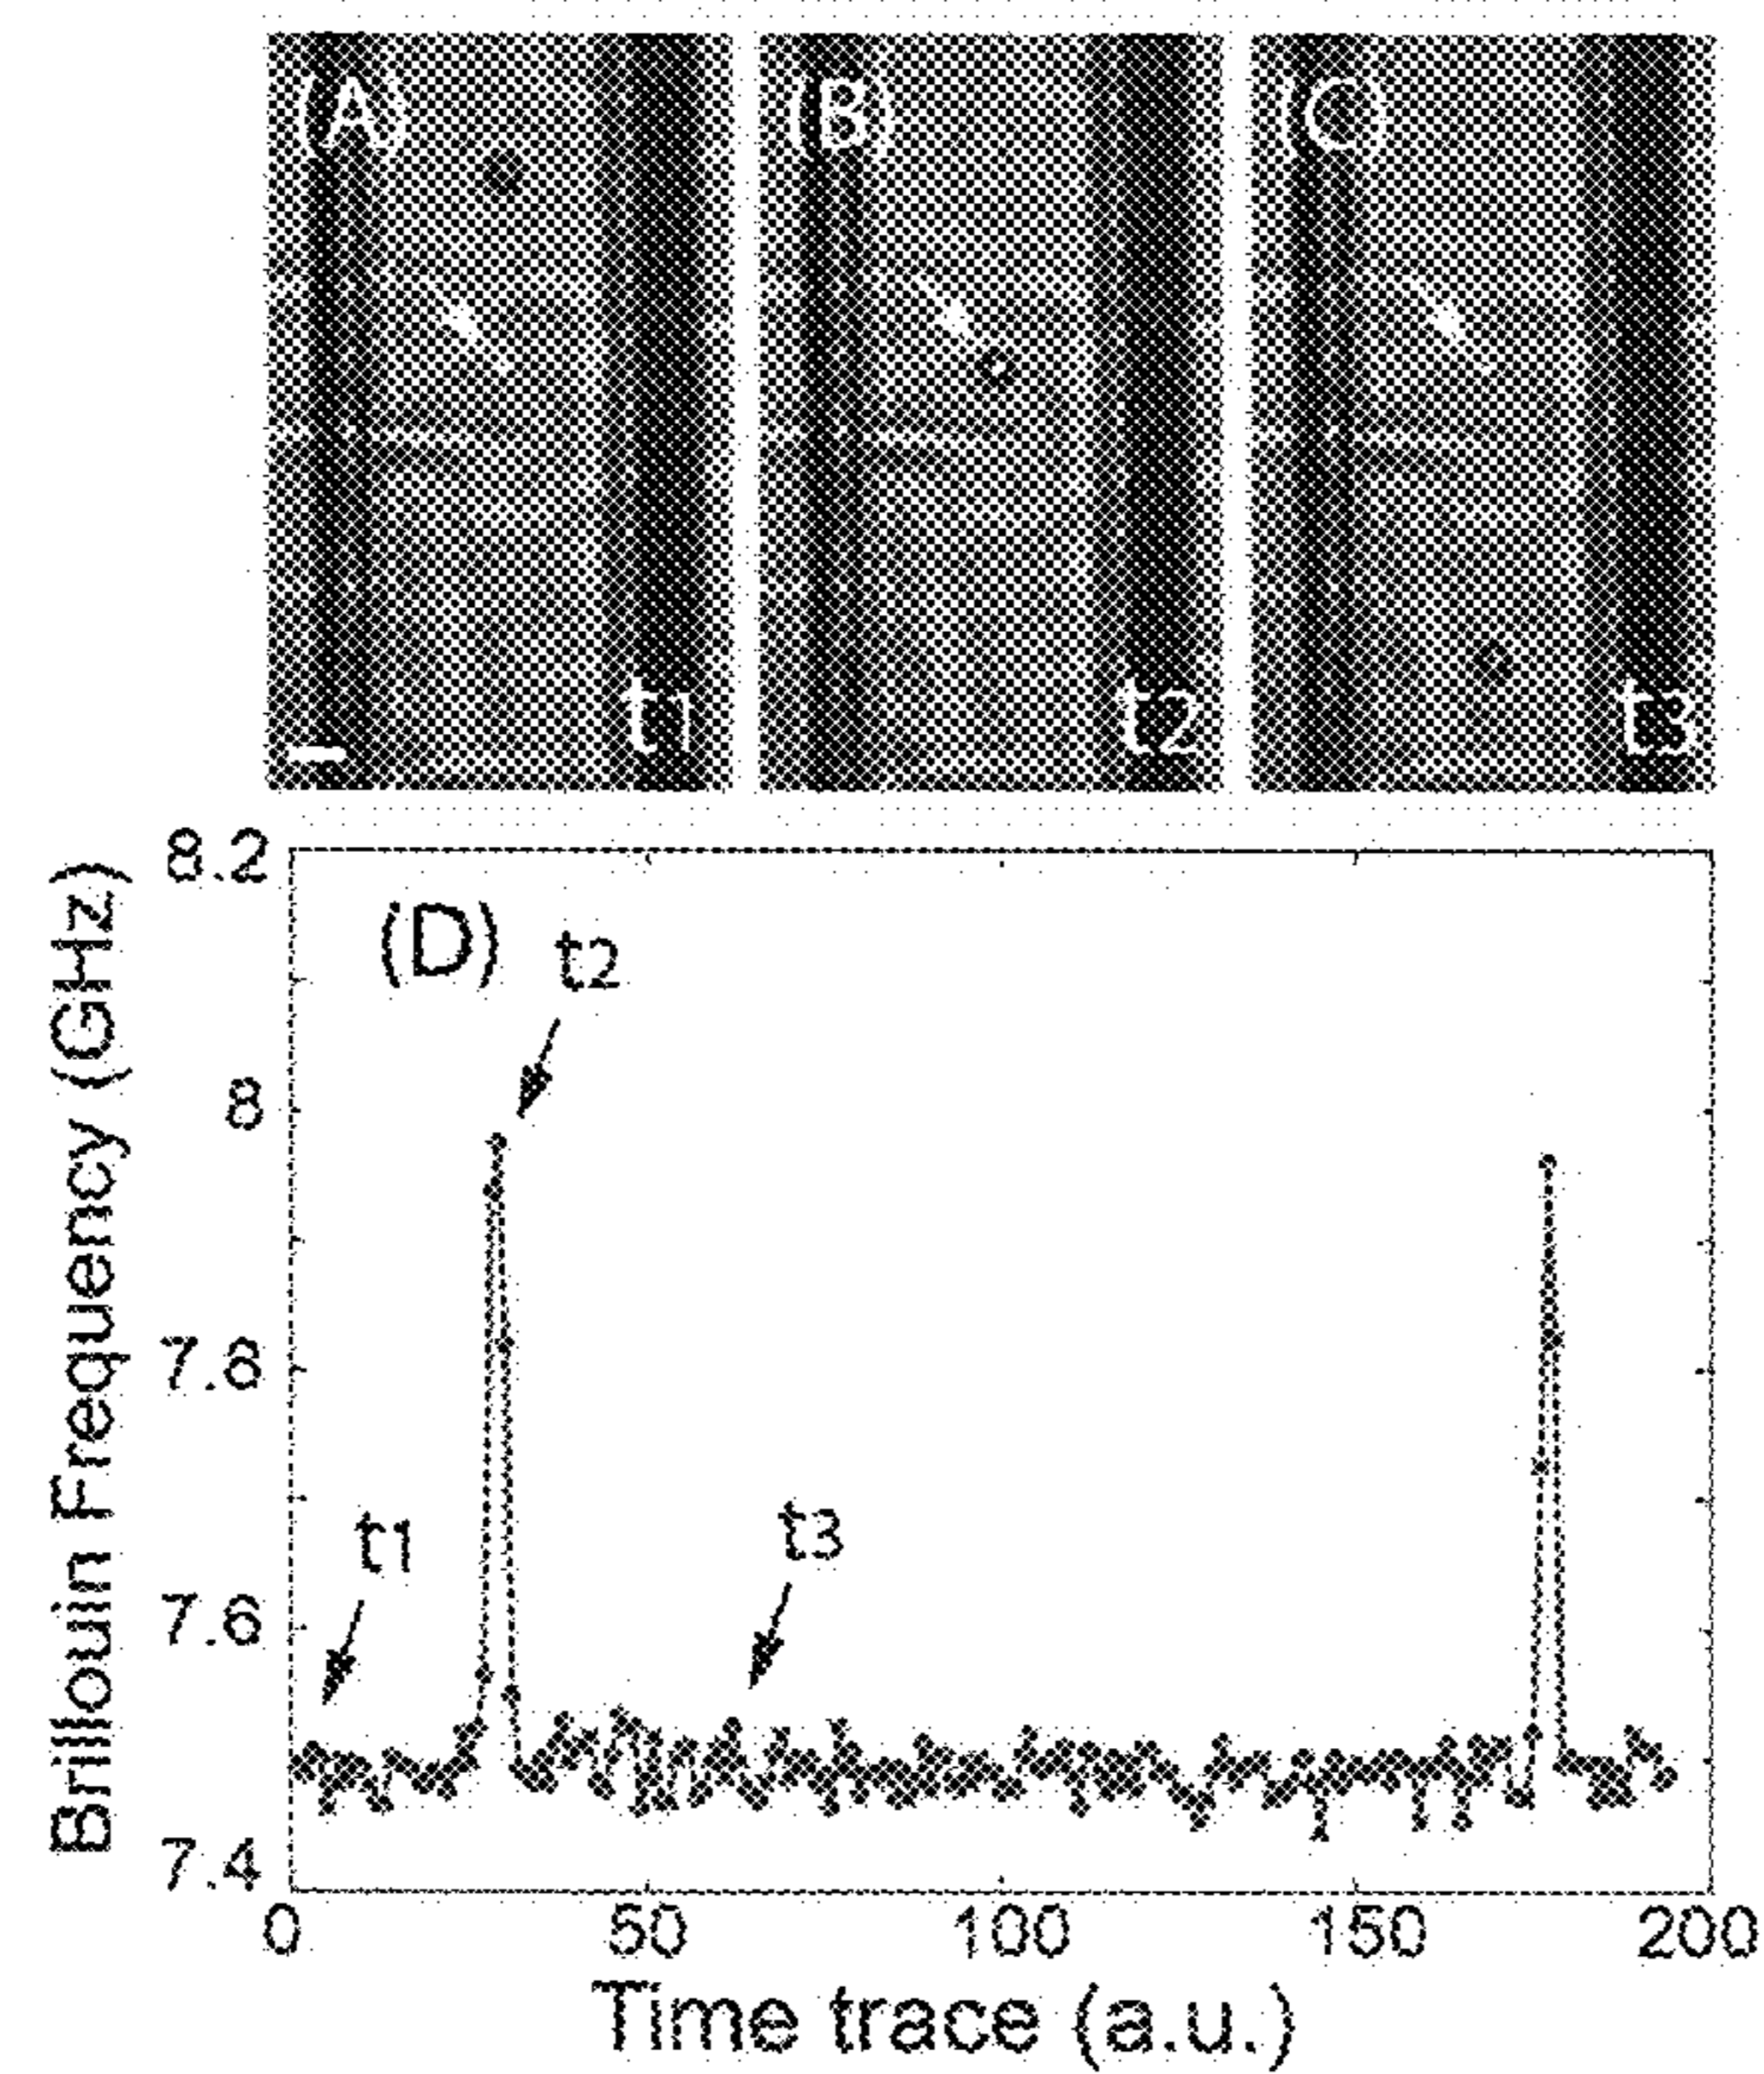 (A) (B) (C)
t1 t2 t3
8.2
(D) t2
8
7.8
t1 t3
7.6
7.4
0 50 100 150 200
Brillouin Frequency (GHz)
Time trace (a.u.)